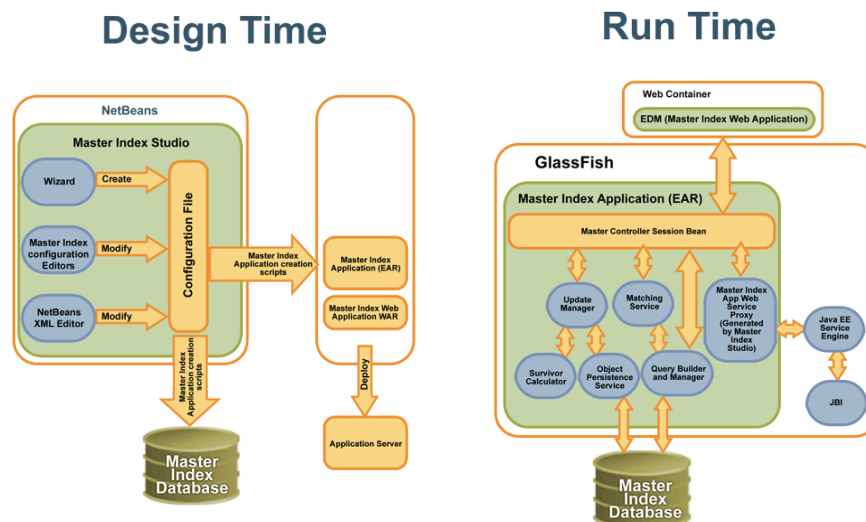 Design Time
NetBeans
Master Index Studio
Wizard
Create
Master Index
configuration
Editors
Modify
NetBeans
XML Editor
Modify
Configuration File
Master Index
Application creation
scripts
Master Index
Application (EAR)
Master Index Web
Application WAR
Master Index
Application creation
scripts
Deploy
Application Server
Master
Index
Database
Run Time
Web Container
EDM (Master Index Web Application)
GlassFish
Master Index Application (EAR)
Master Controller Session Bean
Update
Manager
Matching
Service
Master Index
App Web
Service
Proxy
(Generated
by Master
Index
Studio)
Java EE
Service
Engine
Survivor
Calculator
Object
Persistence
Service
Query Builder
and Manager
JBI
Master
Index
Database